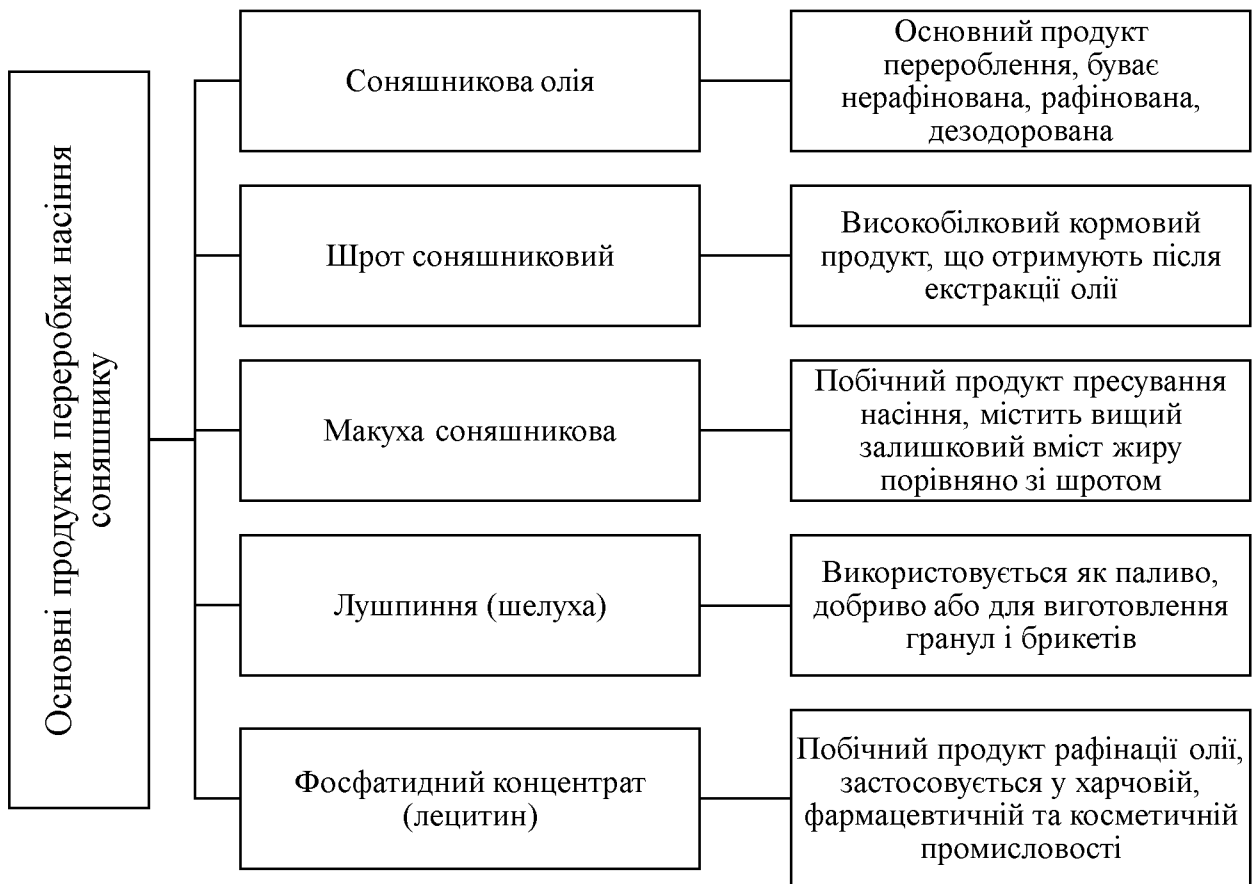 Основні продукти переробки насіння
соняшнику
Соняшникова олія
Основний продукт
перероблення, буває
нерафінована, рафінована,
дезодорована
Шрот соняшниковий
Високобілковий кормовий
продукт, що отримують після
екстракції олії
Макуха соняшникова
Побічний продукт пресування
насіння, містить вищий
залишковий вміст жиру
порівняно зі шротом
Лушпиння (шелуха)
Використовується як паливо,
добриво або для виготовлення
гранул і брикетів
Фосфатидний концентрат
(лецитин)
Побічний продукт рафінації олії,
застосовується у харчовій,
фармацевтичній та косметичній
промисловості